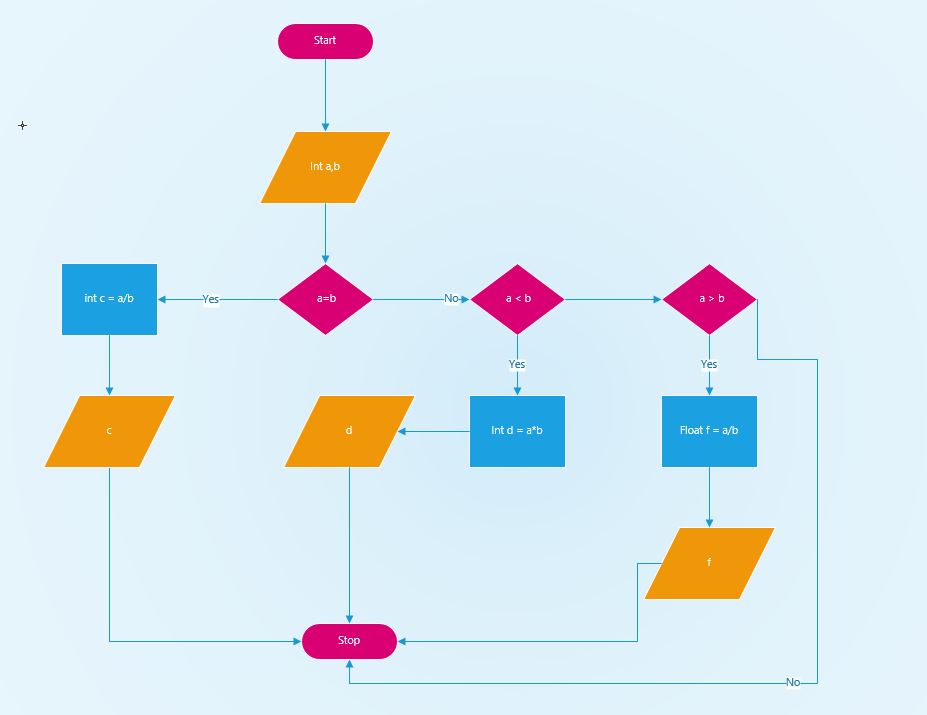 Start
Int a,b
int c = a/b
Yes
a=b
No
a < b
a > b
Yes
Yes
c
d
Int d = a*b
Float f = a/b
f
Stop
No